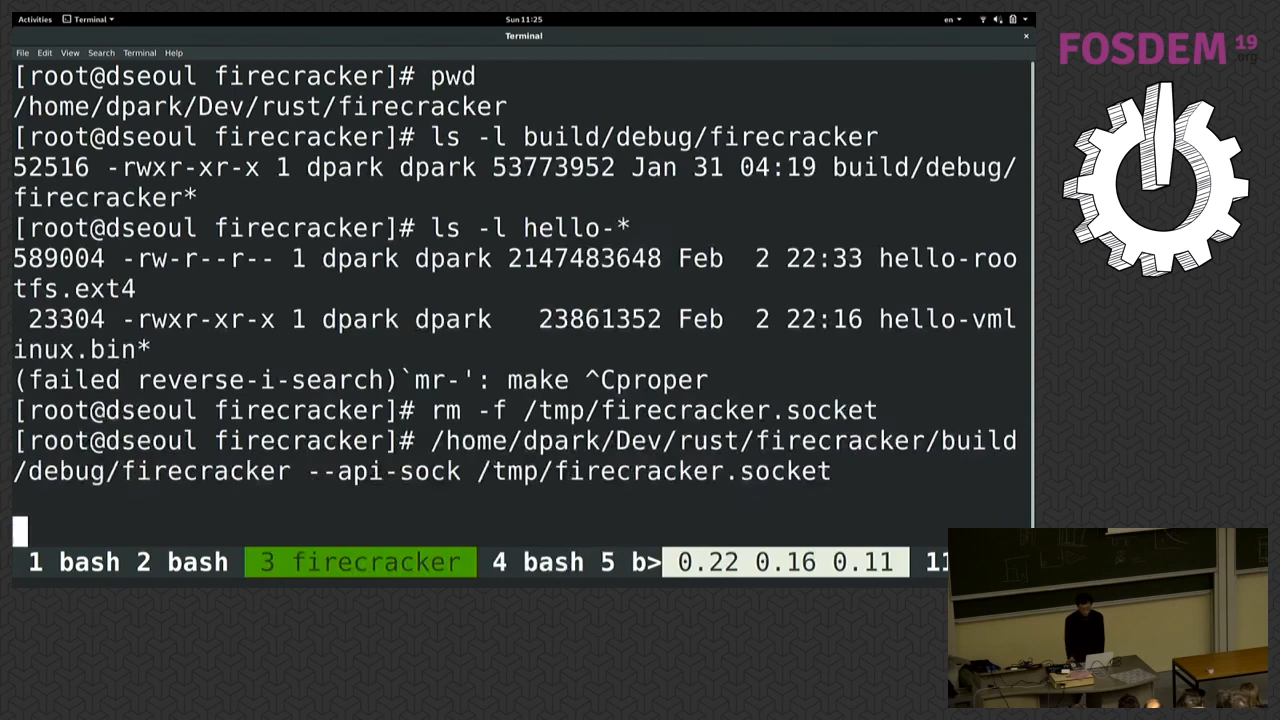 Activities Terminal Sun 11:25 en
Terminal
File Edit View Search Terminal Help
[root@dseoul firecracker]# pwd
/home/dpark/Dev/rust/firecracker
[root@dseoul firecracker]# ls -l build/debug/firecracker
52516 -rwxr-xr-x 1 dpark dpark 53773952 Jan 31 04:19 build/debug/
firecracker*
[root@dseoul firecracker]# ls -l hello-*
589004 -rw-r--r-- 1 dpark dpark 2147483648 Feb  2 22:33 hello-roo
tfs.ext4
 23304 -rwxr-xr-x 1 dpark dpark   23861352 Feb  2 22:16 hello-vml
inux.bin*
(failed reverse-i-search)`mr-': make ^Cproper
[root@dseoul firecracker]# rm -f /tmp/firecracker.socket
[root@dseoul firecracker]# /home/dpark/Dev/rust/firecracker/build
/debug/firecracker --api-sock /tmp/firecracker.socket
1 bash 2 bash 3 firecracker 4 bash 5 b> 0.22 0.16 0.11 11
FOSDEM 19
.org